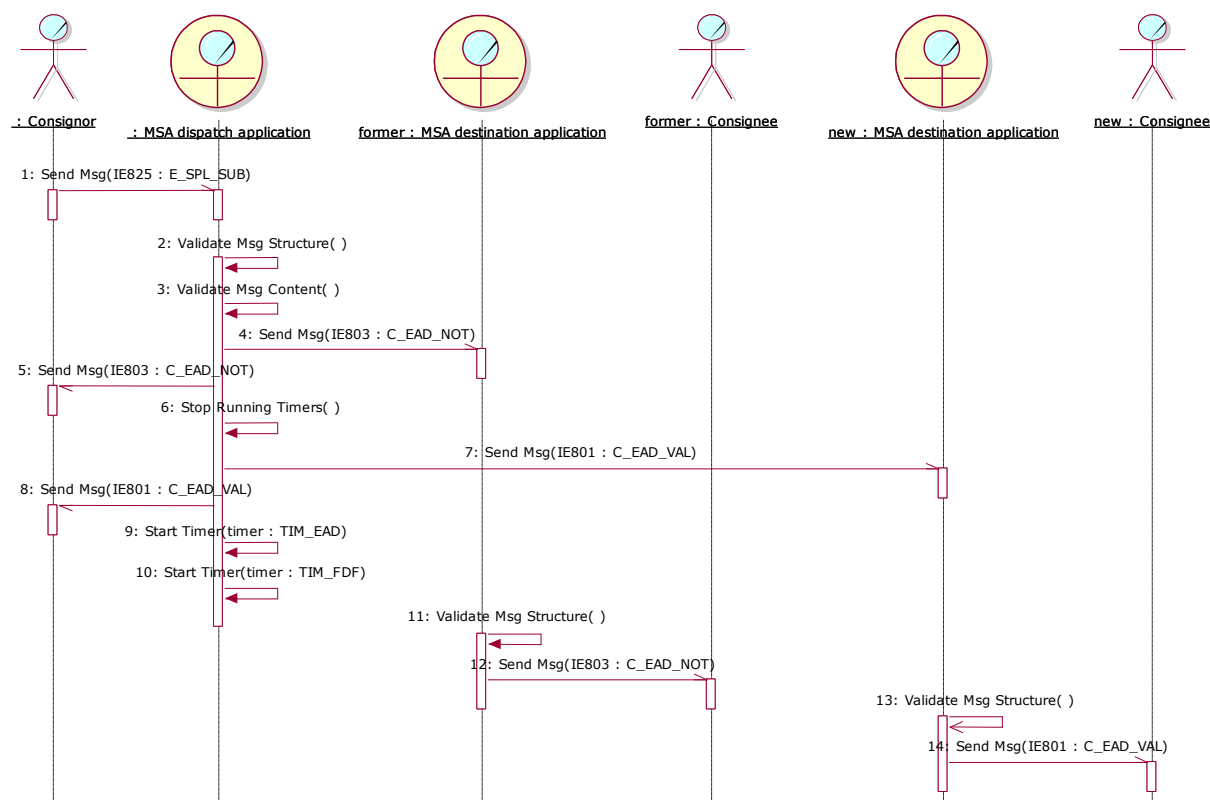 : Consignor
: MSA dispatch application
former : MSA destination application
former : Consignee
new : MSA destination application
new : Consignee
1: Send Msg(IE825 : E_SPL_SUB)
2: Validate Msg Structure( )
3: Validate Msg Content( )
4: Send Msg(IE803 : C_EAD_NOT)
5: Send Msg(IE803 : C_EAD_NOT)
6: Stop Running Timers( )
7: Send Msg(IE801 : C_EAD_VAL)
8: Send Msg(IE801 : C_EAD_VAL)
9: Start Timer(timer : TIM_EAD)
10: Start Timer(timer : TIM_FDF)
11: Validate Msg Structure( )
12: Send Msg(IE803 : C_EAD_NOT)
13: Validate Msg Structure( )
14: Send Msg(IE801 : C_EAD_VAL)